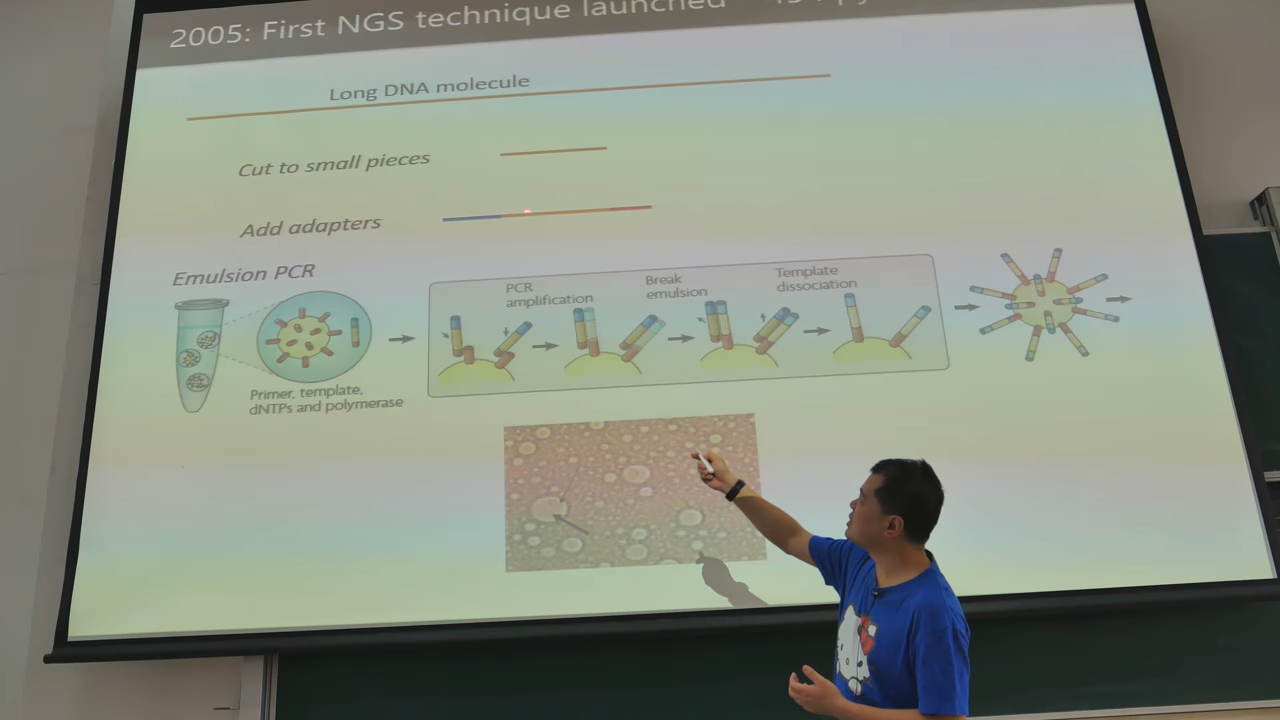 2005: First NGS technique launched
Long DNA molecule
Cut to small pieces
Add adapters
Emulsion PCR
PCR
amplification
Break
emulsion
Template
dissociation
Primer, template,
dNTPs and polymerase